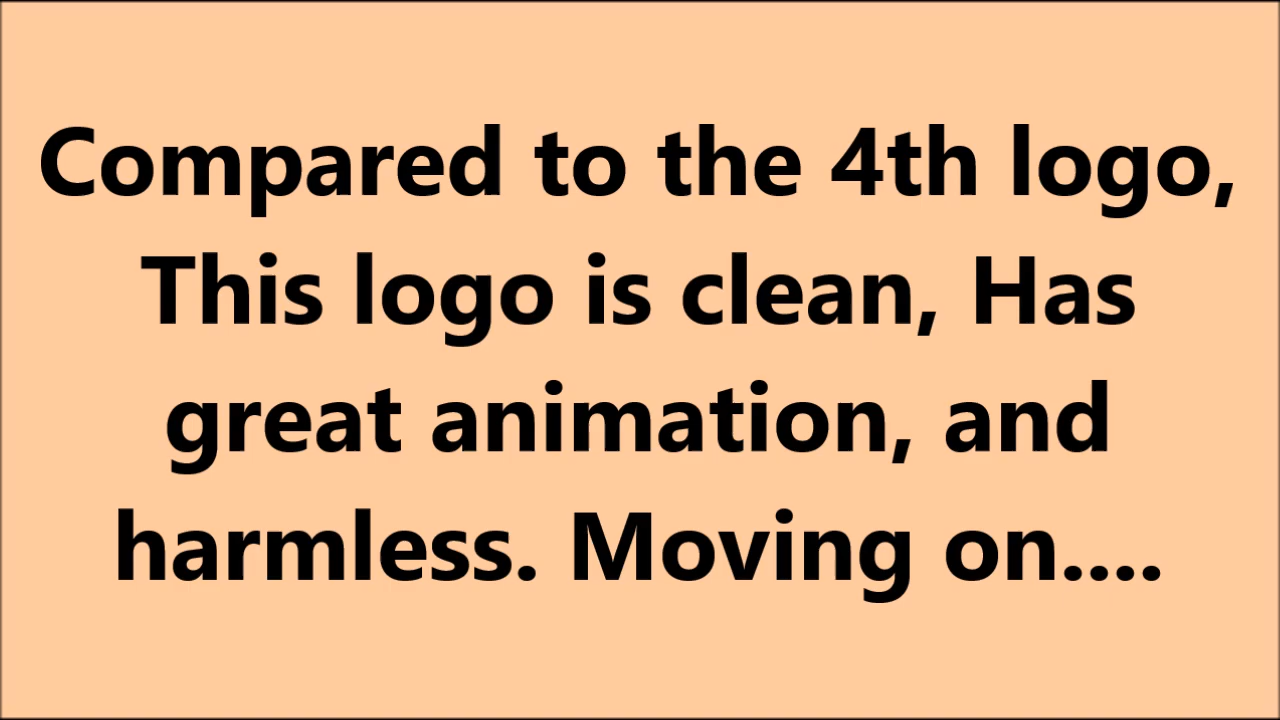 Compared to the 4th logo,
This logo is clean, Has
great animation, and
harmless. Moving on....